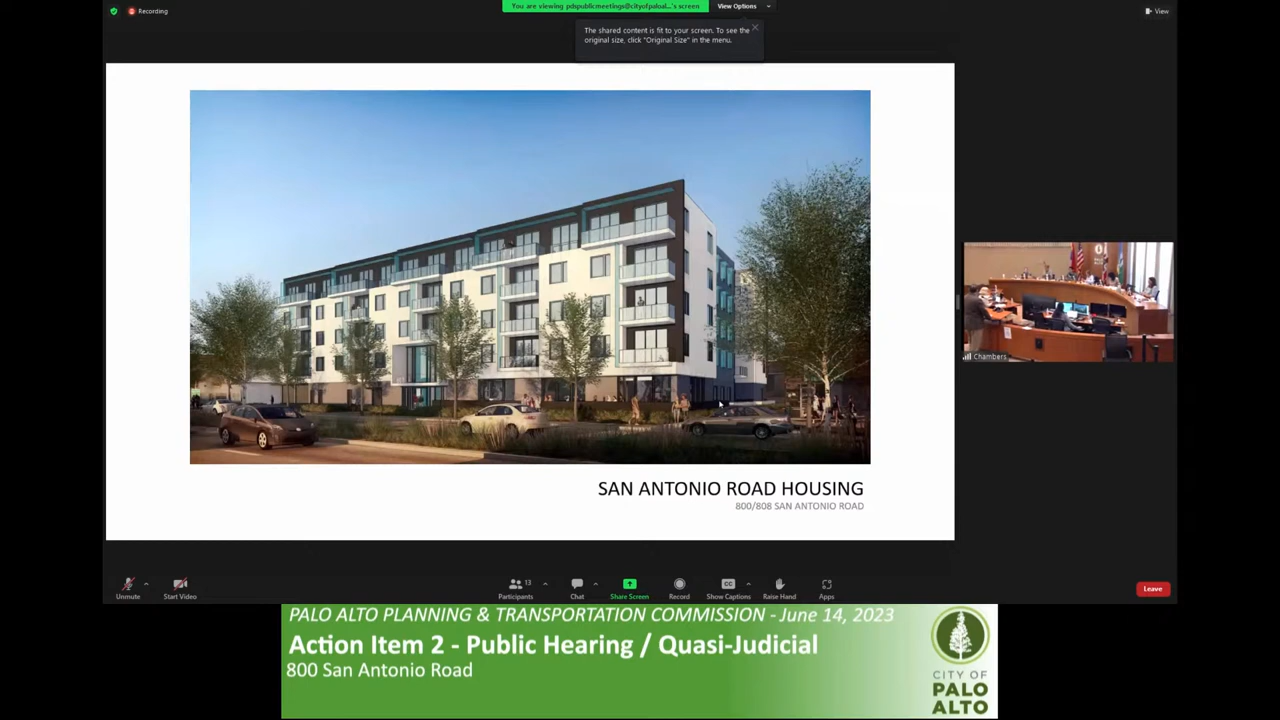 Recording
You are viewing pdspublicmeetings@cityofpaloal...'s screen
View Options
View
The shared content is fit to your screen. To see the
original size, click "Original Size" in the menu.
SAN ANTONIO ROAD HOUSING
800/808 SAN ANTONIO ROAD
Chambers
Unmute
Start Video
Participants
13
Chat
Share Screen
Record
CC
Show Captions
Raise Hand
Apps
Leave
PALO ALTO PLANNING & TRANSPORTATION COMMISSION - June 14, 2023
Action Item 2 - Public Hearing / Quasi-Judicial
800 San Antonio Road
CITY OF
PALO
ALTO